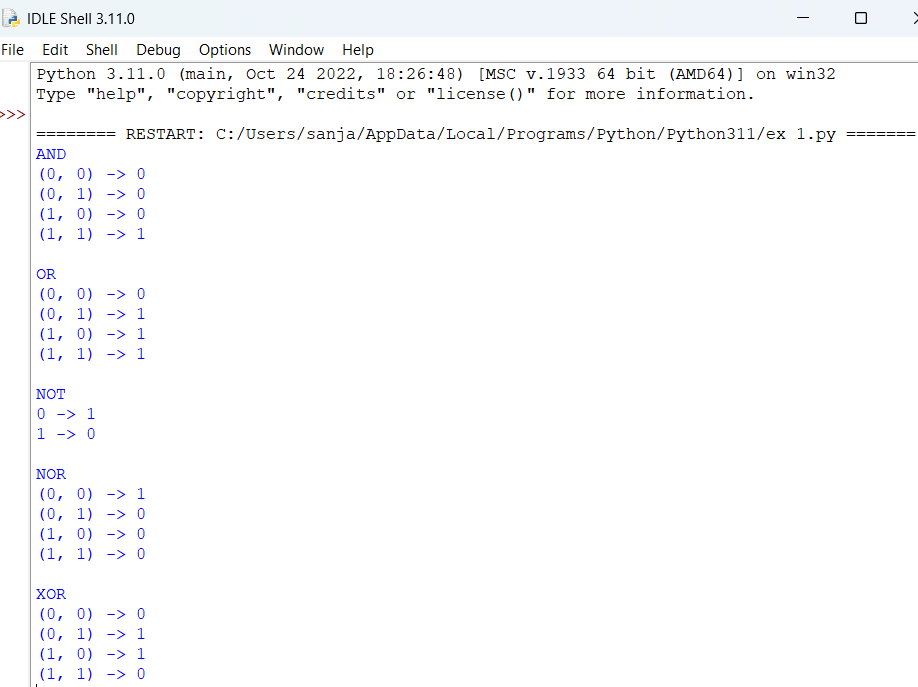 IDLE Shell 3.11.0
File Edit Shell Debug Options Window Help
Python 3.11.0 (main, Oct 24 2022, 18:26:48) [MSC v.1933 64 bit (AMD64)] on win32
Type "help", "copyright", "credits" or "license()" for more information.
>>>
======== RESTART: C:/Users/sanja/AppData/Local/Programs/Python/Python311/ex 1.py =======
AND
(0, 0) -> 0
(0, 1) -> 0
(1, 0) -> 0
(1, 1) -> 1
OR
(0, 0) -> 0
(0, 1) -> 1
(1, 0) -> 1
(1, 1) -> 1
NOT
0 -> 1
1 -> 0
NOR
(0, 0) -> 1
(0, 1) -> 0
(1, 0) -> 0
(1, 1) -> 0
XOR
(0, 0) -> 0
(0, 1) -> 1
(1, 0) -> 1
(1, 1) -> 0